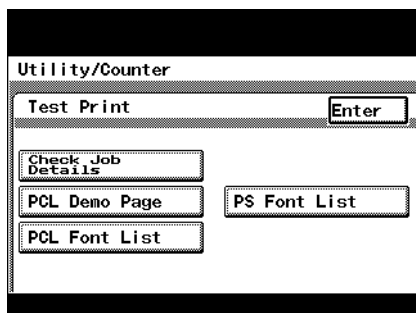 Utility/Counter
Test Print
Enter
Check Job
Details
PCL Demo Page
PS Font List
PCL Font List